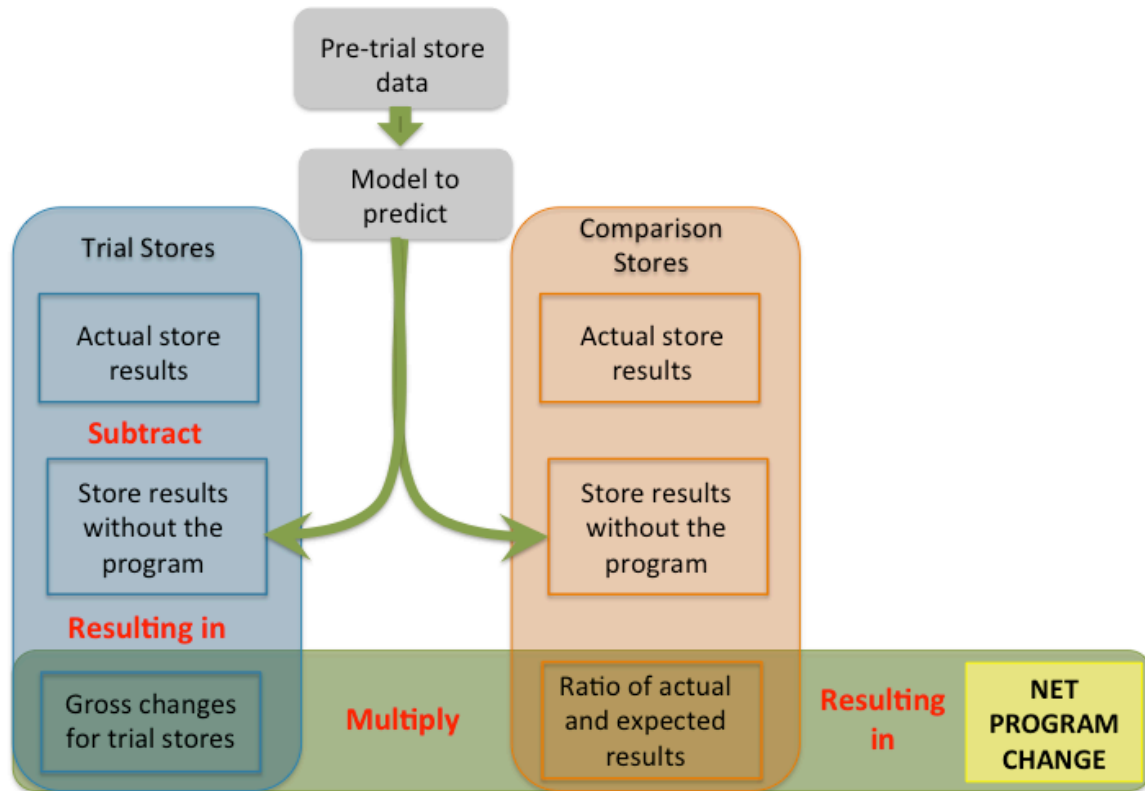 Pre-trial store
data
Model to
predict
Trial Stores
Actual store
results
Subtract
Store results
without the
program
Resulting in
Gross changes
for trial stores
Multiply
Comparison
Stores
Actual store
results
Store results
without the
program
Ratio of actual
and expected
results
Resulting
in
NET
PROGRAM
CHANGE